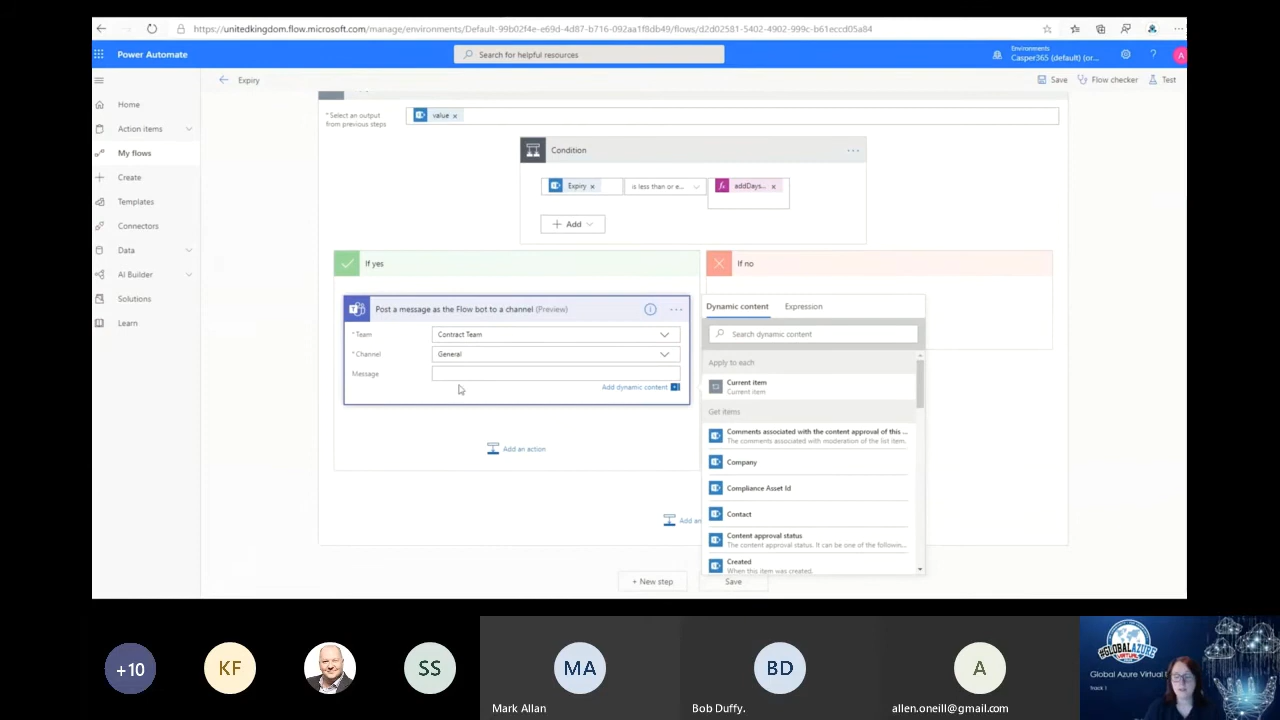 https://unitedkingdom.flow.microsoft.com/manage/environments/Default-99b02f4e-e69d-4d87-b716-092aa1f8db49/flows/d2d02581-5402-4902-999c-b61eccd05a84
Power Automate
Search for helpful resources
Environments
Casper365 (default) (or...
?
A
Expiry
Save
Flow checker
Test
Home
Action items
My flows
Create
Templates
Connectors
Data
AI Builder
Solutions
Learn
*Select an output
from previous steps
value ×
Condition
...
Expiry ×
is less than or e...
addDays... ×
+ Add
If yes
If no
Post a message as the Flow bot to a channel (Preview)
...
*Team
Contract Team
*Channel
General
Message
Add dynamic content
Add an action
Add an
+ New step
Save
Dynamic content
Expression
Search dynamic content
Apply to each
Current item
Current item
Get items
Comments associated with the content approval of this ...
The comments associated with moderation of the list item.
Company
Compliance Asset Id
Contact
Content approval status
The content approval status. It can be one of the followin...
Created
When this item was created.
+10
KF
SS
MA
Mark Allan
BD
Bob Duffy.
A
allen.oneill@gmail.com
#GLOBALAZURE
VIRTUAL
Global Azure Virtual
track 1